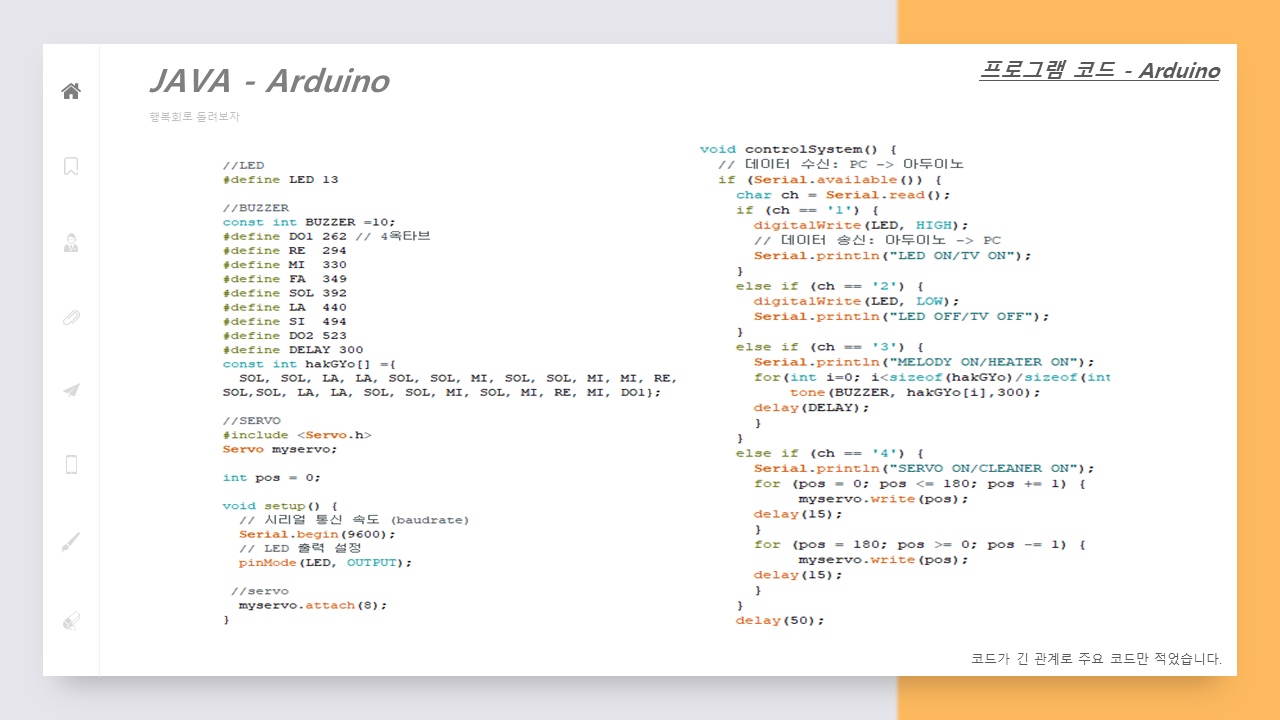 JAVA - Arduino
행복회로 돌려보자
프로그램 코드 - Arduino
//LED
#define LED 13
//BUZZER
const int BUZZER =10;
#define DO1 262 // 4옥타브
#define RE  294
#define MI  330
#define FA  349
#define SOL 392
#define LA  440
#define SI  494
#define DO2 523
#define DELAY 300
const int hakGYo[] ={
  SOL, SOL, LA, LA, SOL, SOL, MI, SOL, SOL, MI, MI, RE,
SOL,SOL, LA, LA, SOL, SOL, MI, SOL, MI, RE, MI, DO1};
//SERVO
#include <Servo.h>
Servo myservo;
int pos = 0;
void setup() {
  // 시리얼 통신 속도 (baudrate)
  Serial.begin(9600);
  // LED 출력 설정
  pinMode(LED, OUTPUT);
 //servo
  myservo.attach(8);
}
void controlSystem() {
  // 데이터 수신: PC -> 아두이노
  if (Serial.available()) {
    char ch = Serial.read();
    if (ch == '1') {
      digitalWrite(LED, HIGH);
      // 데이터 송신: 아두이노 -> PC
      Serial.println("LED ON/TV ON");
    }
    else if (ch == '2') {
      digitalWrite(LED, LOW);
      Serial.println("LED OFF/TV OFF");
    }
    else if (ch == '3') {
      Serial.println("MELODY ON/HEATER ON");
      for(int i=0; i<sizeof(hakGYo)/sizeof(int
          tone(BUZZER, hakGYo[i],300);
      delay(DELAY);
      }
    }
    else if (ch == '4') {
      Serial.println("SERVO ON/CLEANER ON");
      for (pos = 0; pos <= 180; pos += 1) {
           myservo.write(pos);
      delay(15);
      }
      for (pos = 180; pos >= 0; pos -= 1) {
           myservo.write(pos);
      delay(15);
      }
    }
    delay(50);
코드가 긴 관계로 주요 코드만 적었습니다.